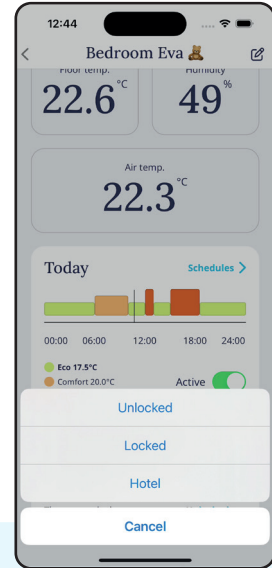 12:44
Bedroom Eva 🧸
Floor temp.
Humidity
22.6°C
49%
Air temp.
22.3°C
Today
Schedules >
00:00 06:00 12:00 18:00 24:00
Eco 17.5°C
Comfort 20.0°C
Active
Unlocked
Locked
Hotel
Cancel